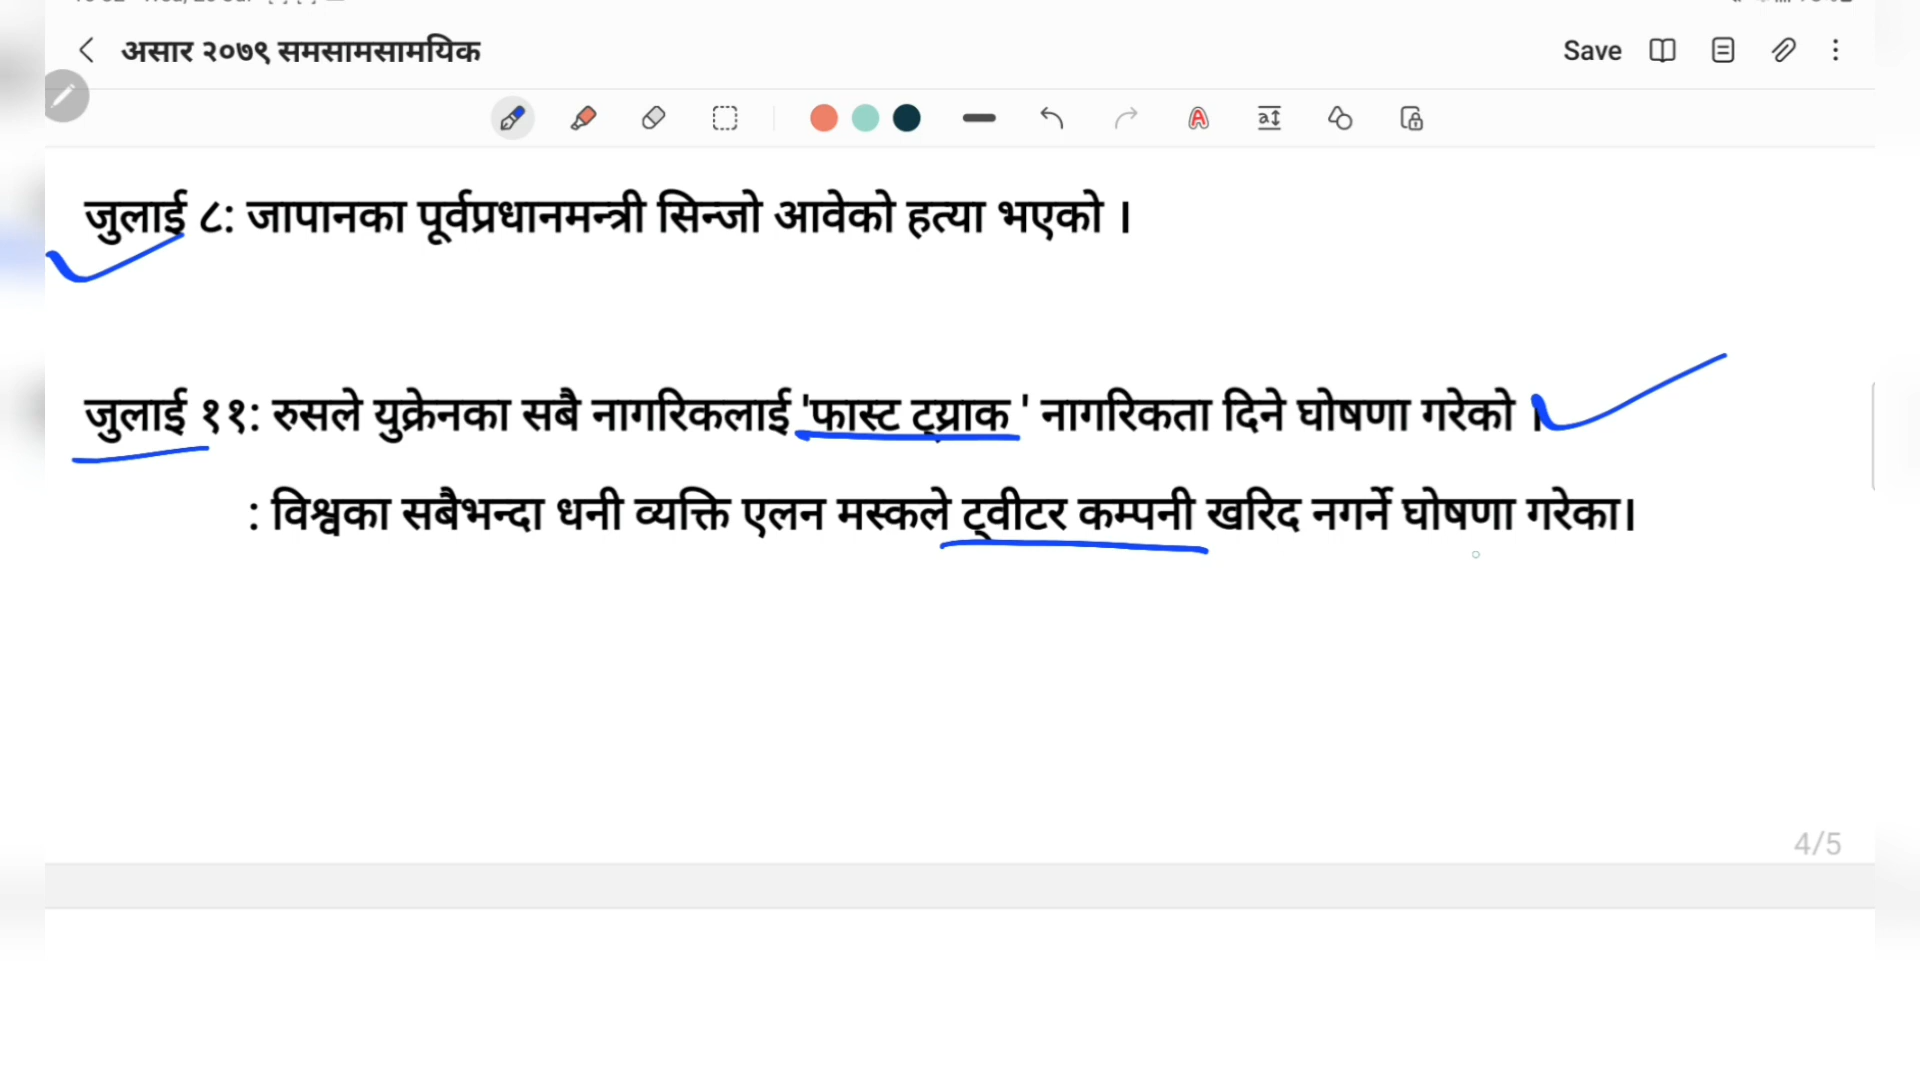 असार २०७९ समसामसामयिक
Save
जुलाई ८: जापानका पूर्वप्रधानमन्त्री सिन्जो आवेको हत्या भएको ।
जुलाई ११: रुसले युक्रेनका सबै नागरिकलाई 'फास्ट ट्य्राक ' नागरिकता दिने घोषणा गरेको ।
: विश्वका सबैभन्दा धनी व्यक्ति एलन मस्कले ट्वीटर कम्पनी खरिद नगर्ने घोषणा गरेका।
4/5